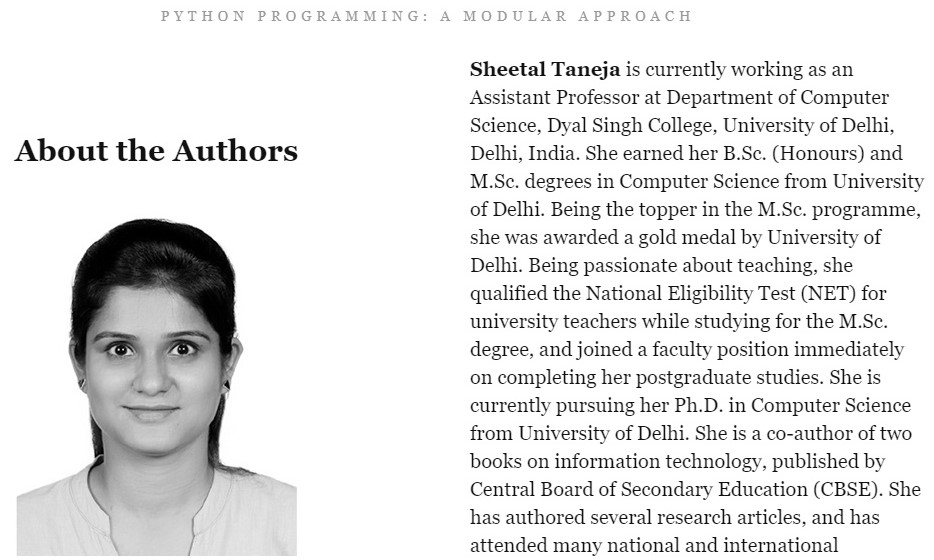 PYTHON PROGRAMMING: A MODULAR APPROACH
About the Authors
Sheetal Taneja is currently working as an
Assistant Professor at Department of Computer
Science, Dyal Singh College, University of Delhi,
Delhi, India. She earned her B.Sc. (Honours) and
M.Sc. degrees in Computer Science from University
of Delhi. Being the topper in the M.Sc. programme,
she was awarded a gold medal by University of
Delhi. Being passionate about teaching, she
qualified the National Eligibility Test (NET) for
university teachers while studying for the M.Sc.
degree, and joined a faculty position immediately
on completing her postgraduate studies. She is
currently pursuing her Ph.D. in Computer Science
from University of Delhi. She is a co-author of two
books on information technology, published by
Central Board of Secondary Education (CBSE). She
has authored several research articles, and has
attended many national and international